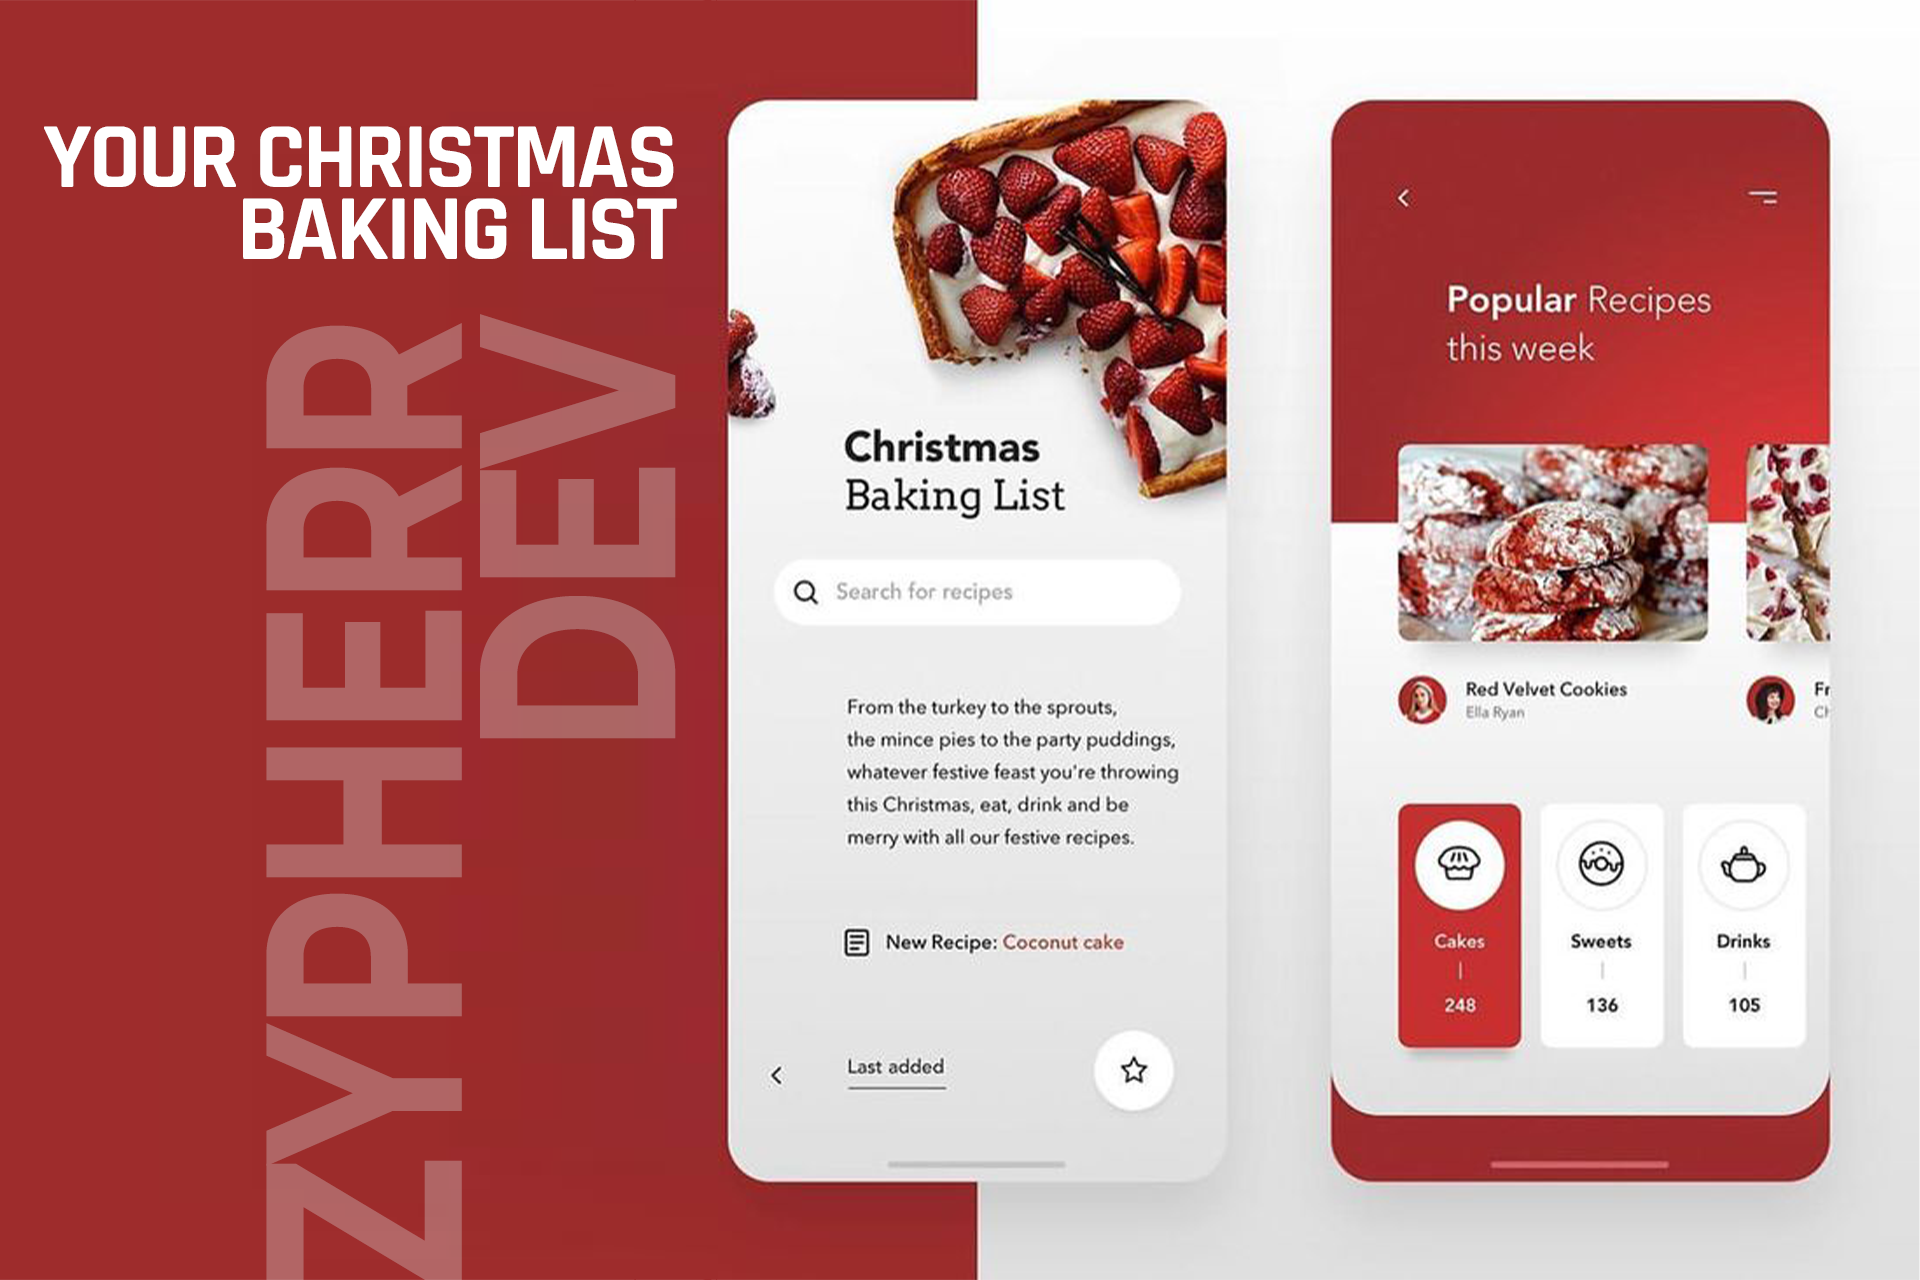 YOUR CHRISTMAS
BAKING LIST
ZYPHERR
DEV
Christmas
Baking List
Search for recipes
From the turkey to the sprouts,
the mince pies to the party puddings,
whatever festive feast you're throwing
this Christmas, eat, drink and be
merry with all our festive recipes.
New Recipe: Coconut cake
Last added
Popular Recipes
this week
Red Velvet Cookies
Ella Ryan
Fr
Ch
Cakes
248
Sweets
136
Drinks
105